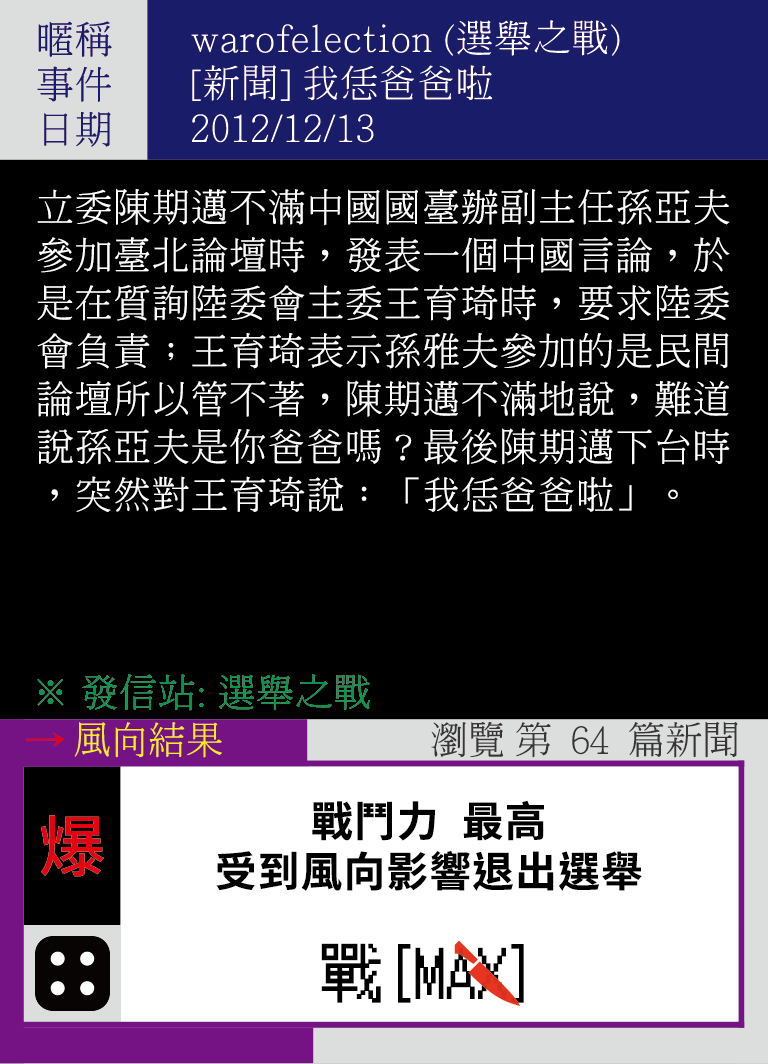 暱稱 warofelection (選舉之戰)
事件 [新聞] 我恁爸爸啦
日期 2012/12/13
立委陳期邁不滿中國國臺辦副主任孫亞夫
參加臺北論壇時，發表一個中國言論，於
是在質詢陸委會主委王育琦時，要求陸委
會負責；王育琦表示孫雅夫參加的是民間
論壇所以管不著，陳期邁不滿地說，難道
說孫亞夫是你爸爸嗎？最後陳期邁下台時
，突然對王育琦說：「我恁爸爸啦」。
※ 發信站: 選舉之戰
→ 風向結果
瀏覽 第 64 篇新聞
爆
戰鬥力 最高
受到風向影響退出選舉
戰[MAX]